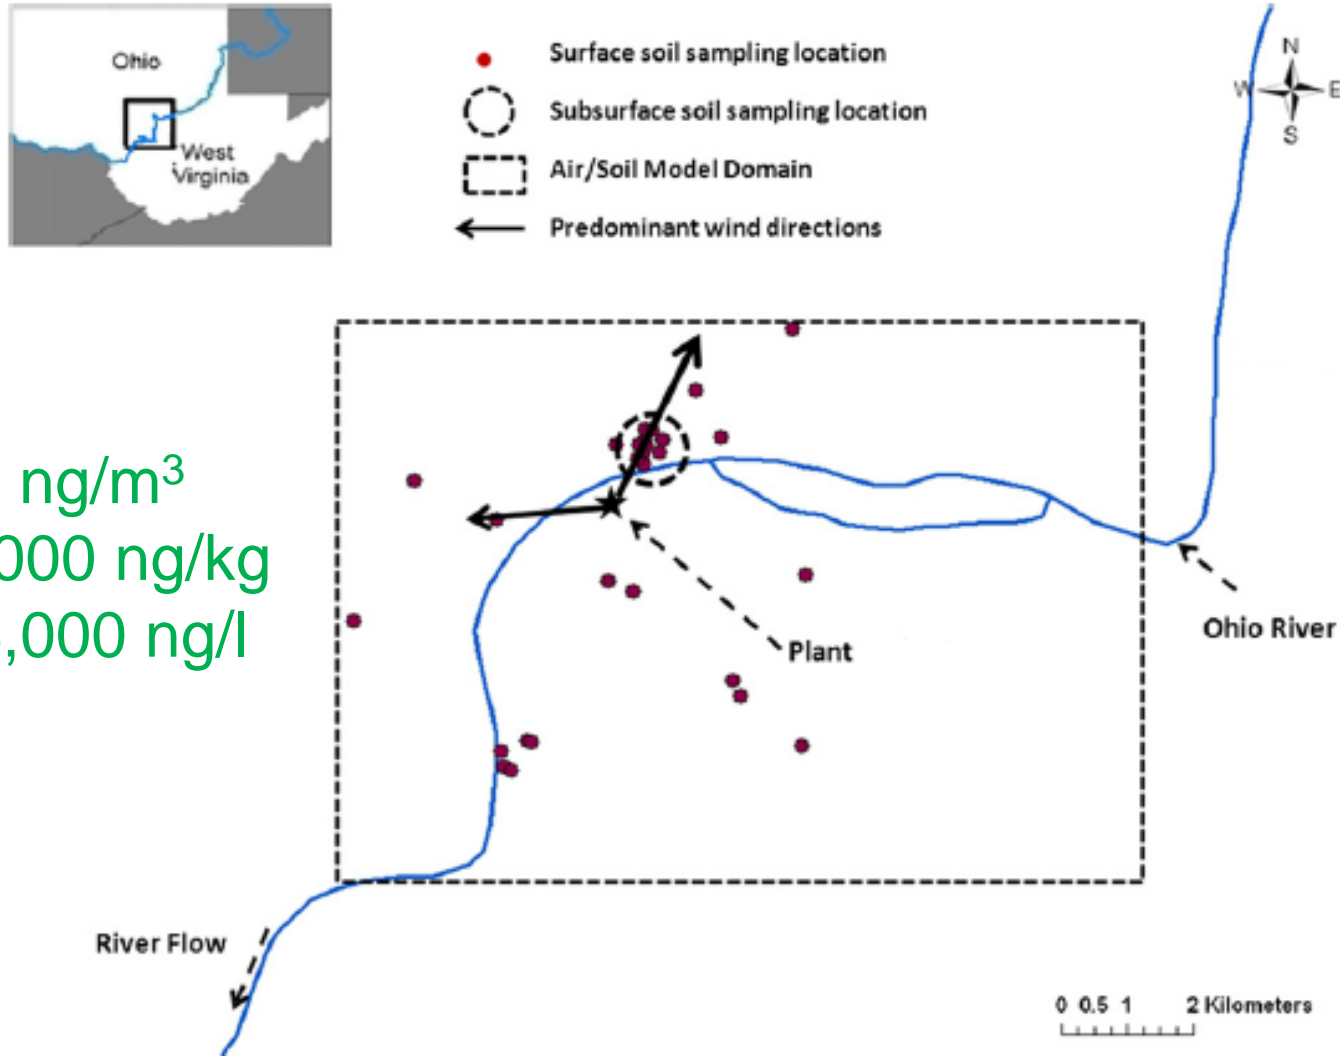 Ohio
West
Virginia
Surface soil sampling location
Subsurface soil sampling location
Air/Soil Model Domain
Predominant wind directions
N
W
E
S
ng/m³
000 ng/kg
,000 ng/l
Plant
Ohio River
River Flow
0 0.5 1 2 Kilometers